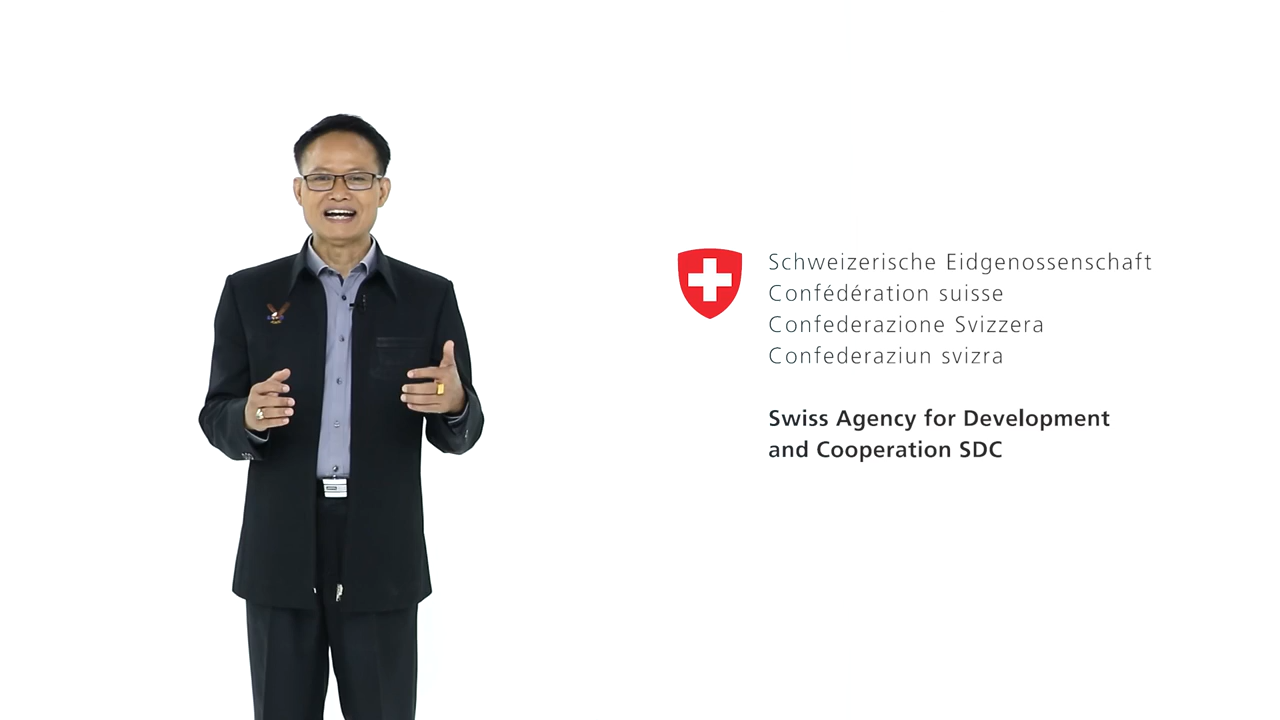 Schweizerische Eidgenossenschaft
Confédération suisse
Confederazione Svizzera
Confederaziun svizra
Swiss Agency for Development
and Cooperation SDC